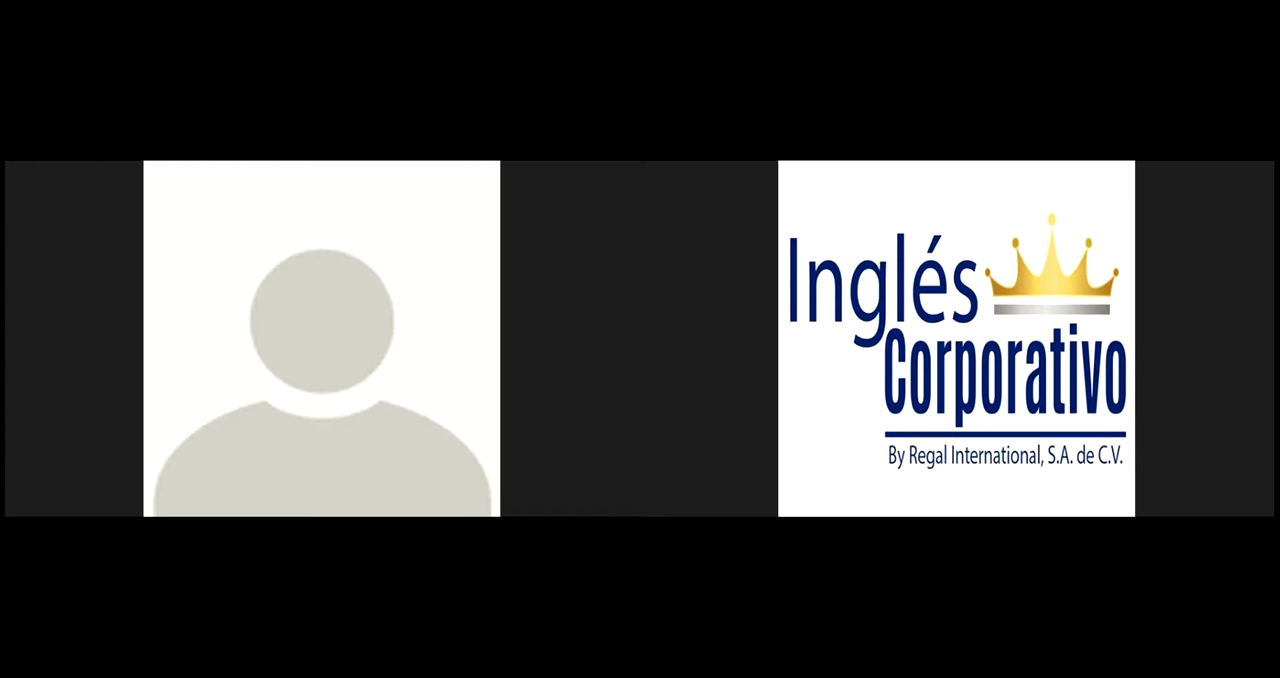 Inglés
Corporativo
By Regal International, S.A. de C.V.